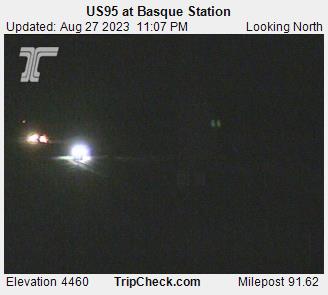 US95 at Basque Station
Updated: Aug 27 2023 11:07 PM Looking North
Elevation 4460 TripCheck.com Milepost 91.62